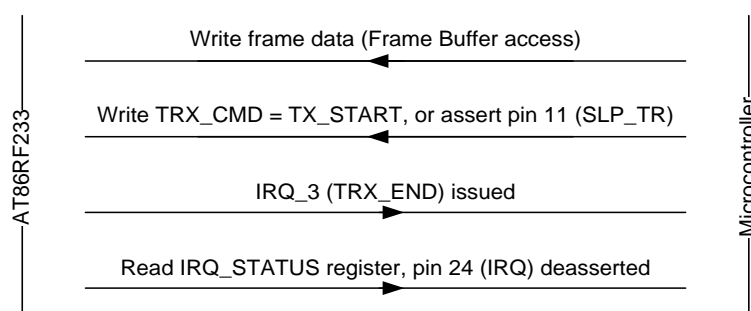 Write frame data (Frame Buffer access)
Write TRX_CMD = TX_START, or assert pin 11 (SLP_TR)
IRQ_3 (TRX_END) issued
Read IRQ_STATUS register, pin 24 (IRQ) deasserted
AT86RF233
Microcontroller